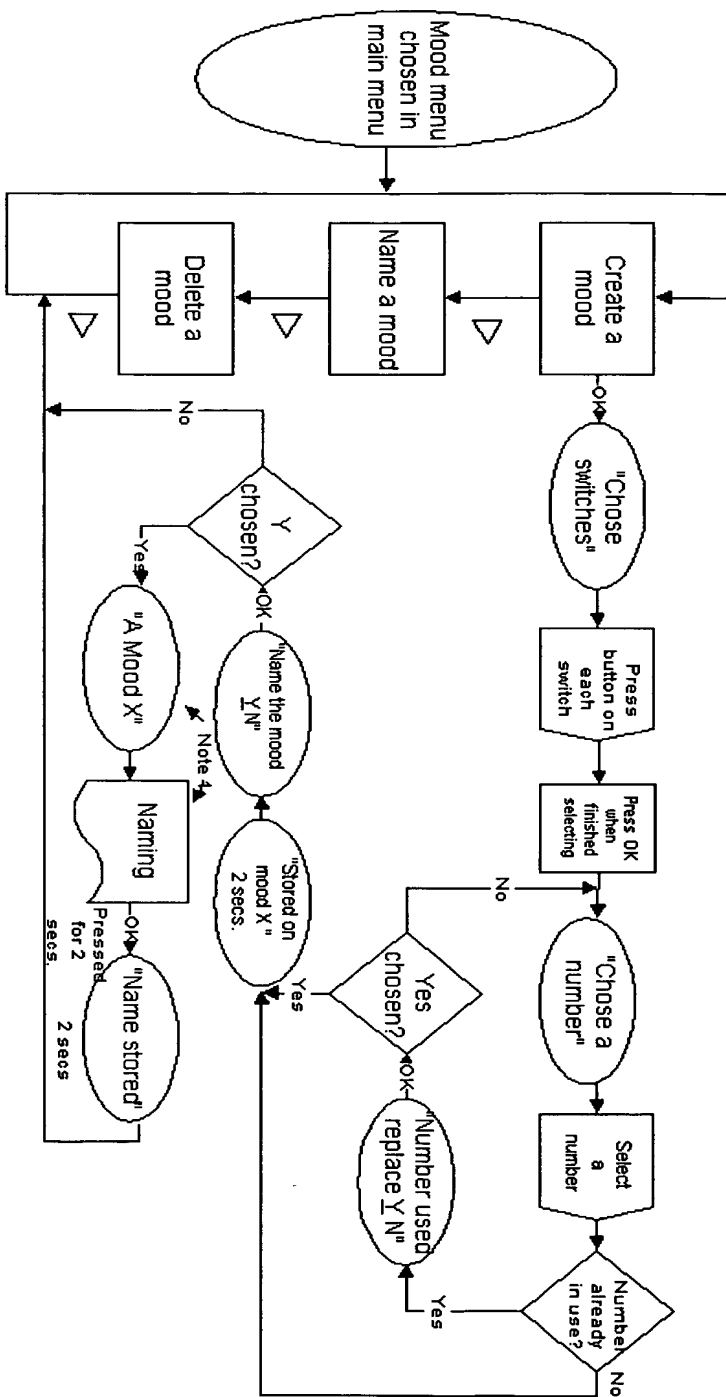 Mood menu
chosen in
main menu
Create a
mood
OK
"Chose
switches"
Press
button on
each
switch
Press OK
when
finished
selecting
"Chose a
number"
Select
a
number
Number
already
in use?
No
Yes
"Number used
replace Y N"
OK
Yes
chosen?
No
Yes
"Stored on
mood X"
2 secs.
"Name the mood
YN"
OK
Y
chosen?
No
Yes
"A Mood X"
Note 4
Naming
OK
Pressed
for 2
secs.
"Name stored"
2 secs
Name a mood
Delete a
mood